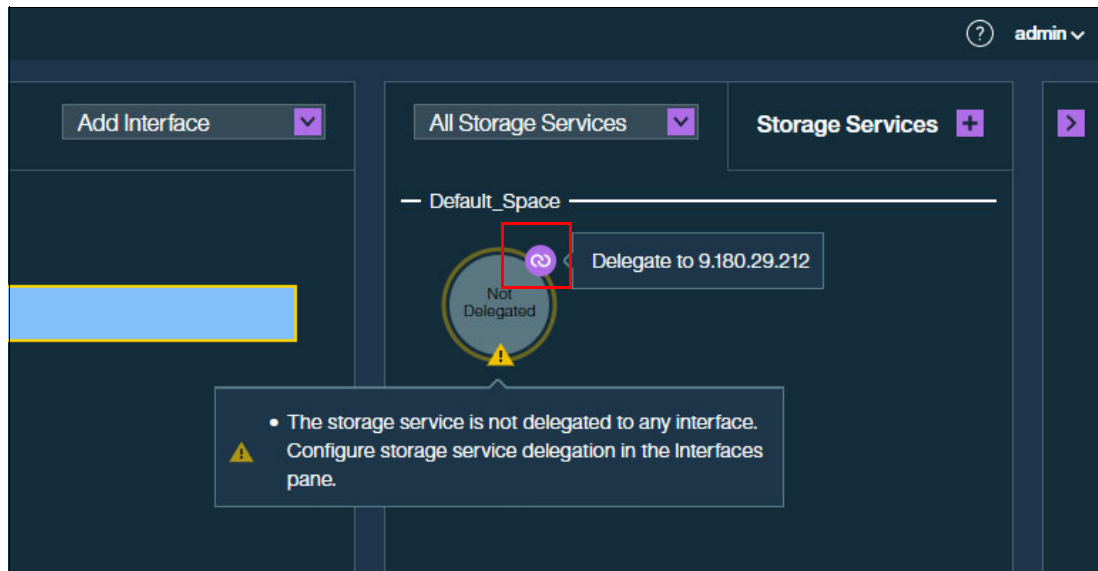 ? admin
Add Interface
All Storage Services
Storage Services +
Default_Space
Delegate to 9.180.29.212
Not
Delegated
• The storage service is not delegated to any interface.
Configure storage service delegation in the Interfaces
pane.